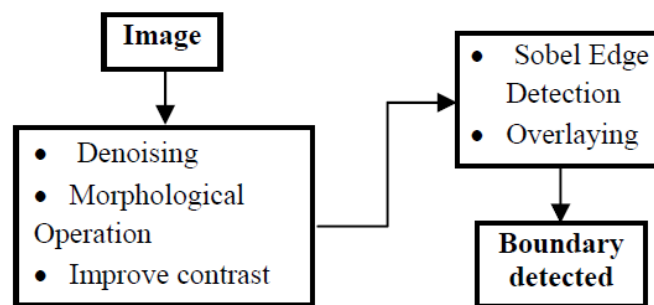 Image
• Denoising
• Morphological
Operation
• Improve contrast
• Sobel Edge
Detection
• Overlaying
Boundary
detected